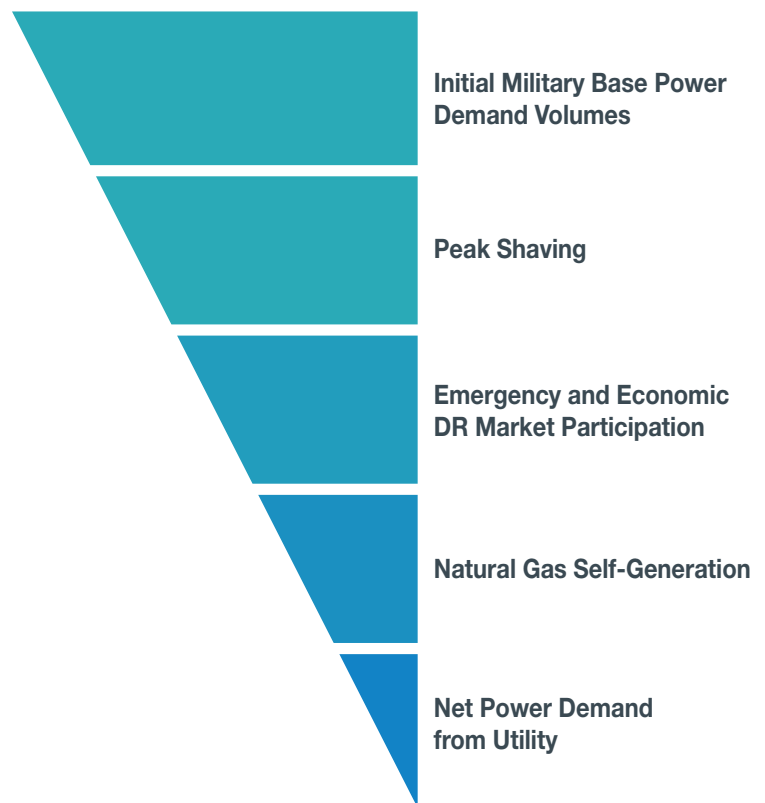 Initial Military Base Power
Demand Volumes
Peak Shaving
Emergency and Economic
DR Market Participation
Natural Gas Self-Generation
Net Power Demand
from Utility